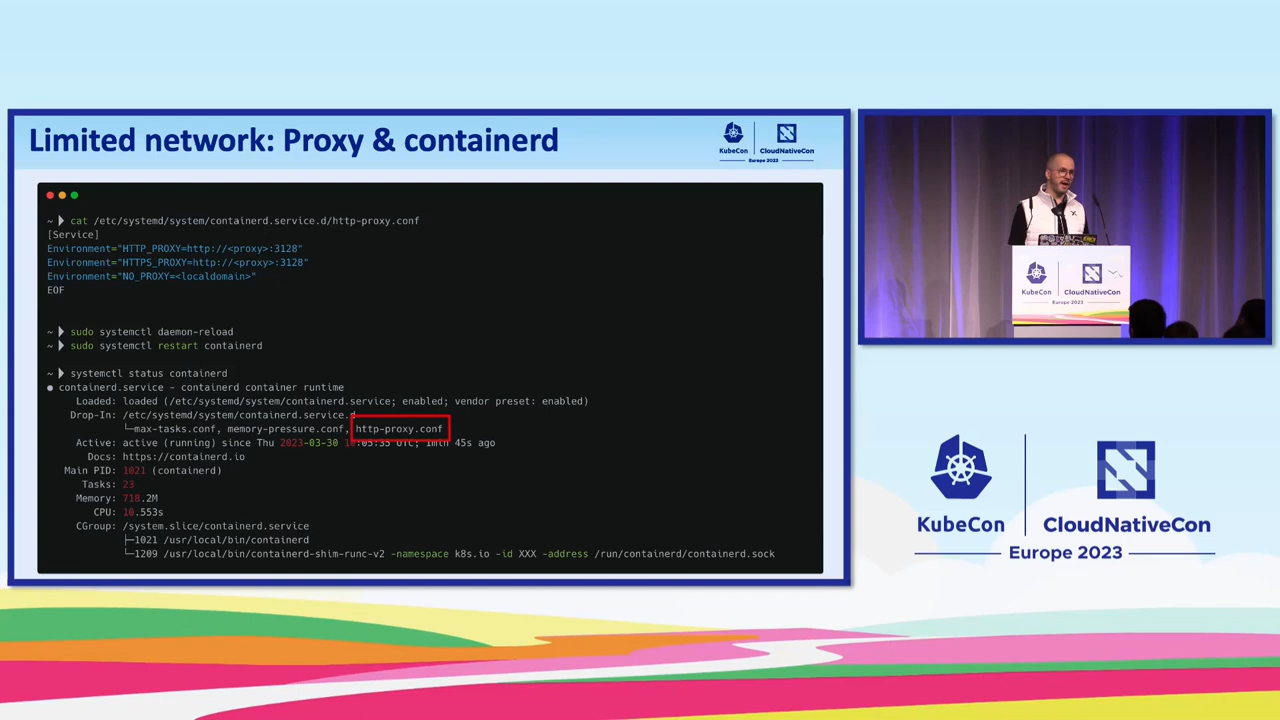 Limited network: Proxy & containerd
KubeCon
CloudNativeCon
Europe 2023
~ cat /etc/systemd/system/containerd.service.d/http-proxy.conf
[Service]
Environment="HTTP_PROXY=http://<proxy>:3128"
Environment="HTTPS_PROXY=http://<proxy>:3128"
Environment="NO_PROXY=<localdomain>"
EOF
~ sudo systemctl daemon-reload
~ sudo systemctl restart containerd
~ systemctl status containerd
● containerd.service - containerd container runtime
Loaded: loaded (/etc/systemd/system/containerd.service; enabled; vendor preset: enabled)
Drop-In: /etc/systemd/system/containerd.service.d
└─max-tasks.conf, memory-pressure.conf, http-proxy.conf
Active: active (running) since Thu 2023-03-30 10:05:35 UTC; 1min 45s ago
Docs: https://containerd.io
Main PID: 1021 (containerd)
Tasks: 23
Memory: 718.2M
CPU: 10.553s
CGroup: /system.slice/containerd.service
├─1021 /usr/local/bin/containerd
└─1209 /usr/local/bin/containerd-shim-runc-v2 -namespace k8s.io -id XXX -address /run/containerd/containerd.sock
KubeCon
CloudNativeCon
Europe 2023
KubeCon
CloudNativeCon
Europe 2023